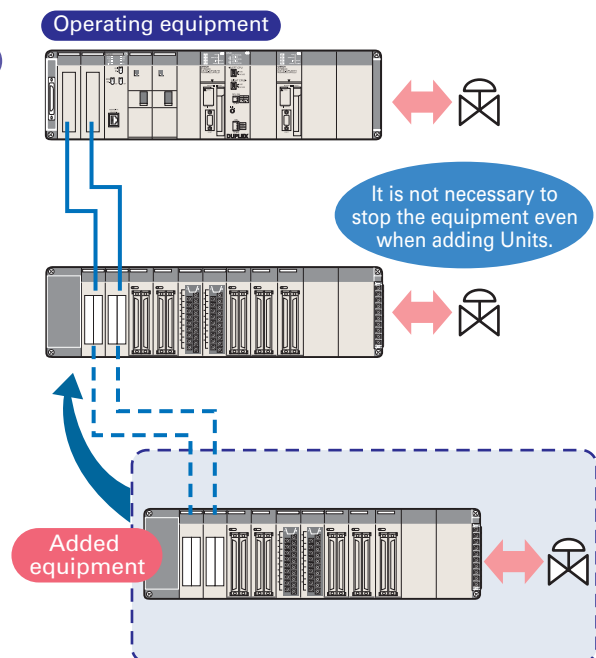 Operating equipment
DUPLEX
It is not necessary to
stop the equipment even
when adding Units.
Added
equipment